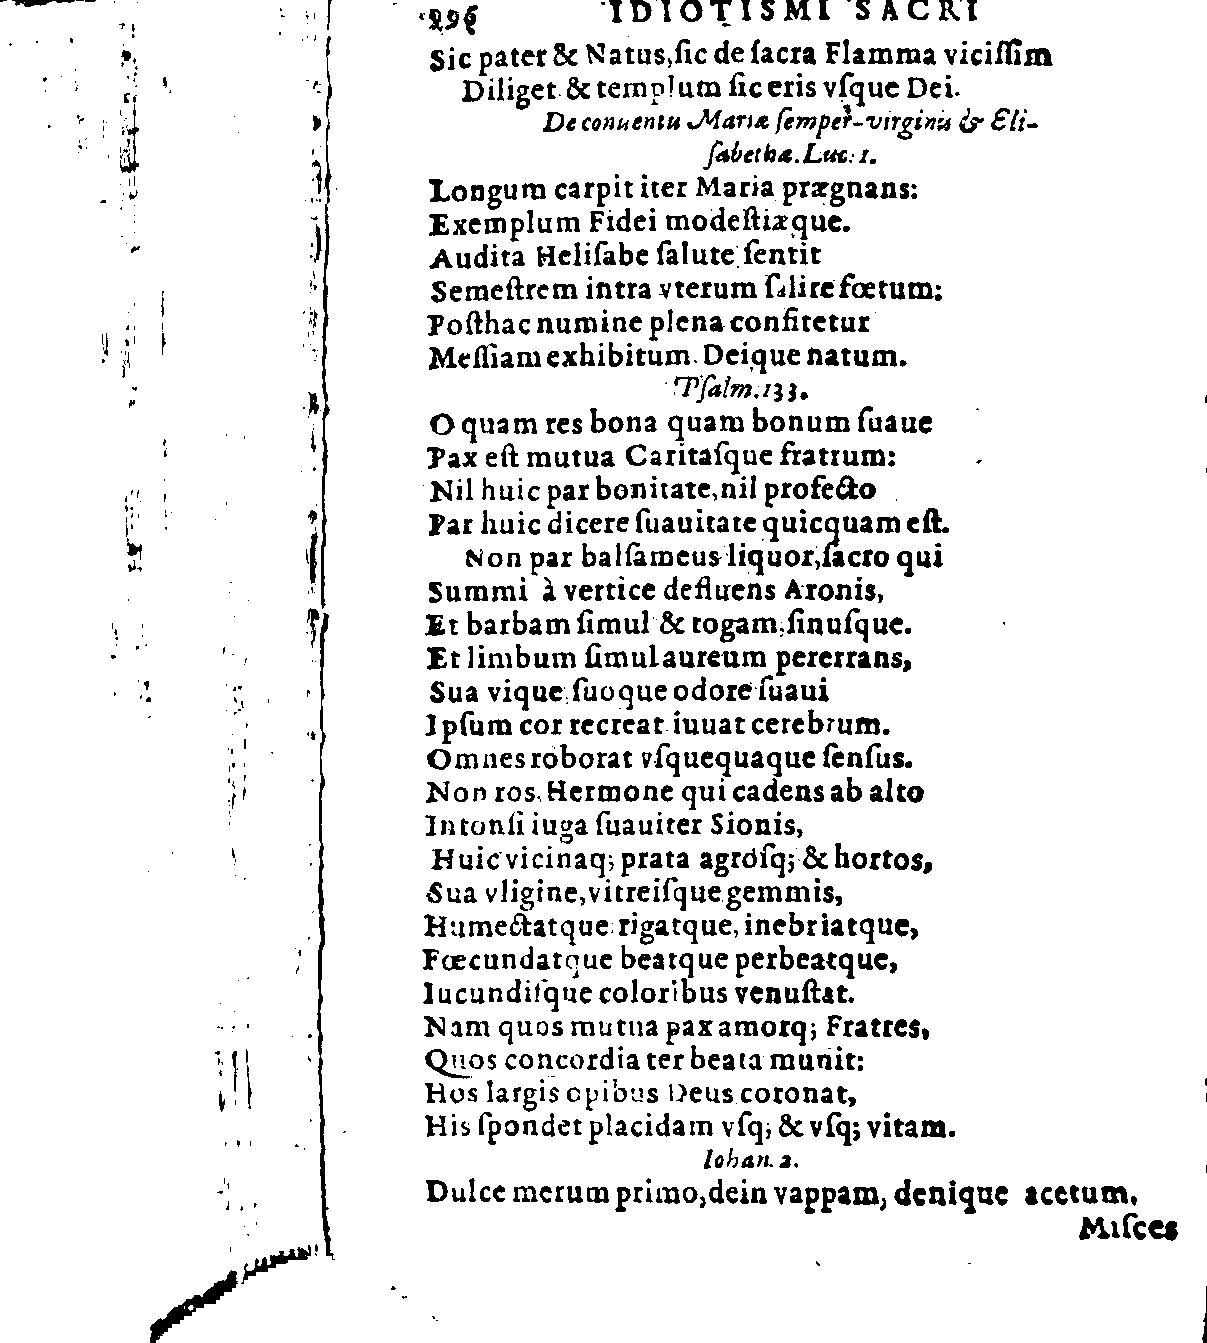 296 IDIOTISMI SACRI
Sic pater & Natus, ſic de ſacra Flamma viciſſim
Diliget & templum ſic eris vſque Dei.
De conuentu Mariæ ſemper-virginis & Eli-
ſabethæ. Luc. 1.
Longum carpit iter Maria prægnans:
Exemplum Fidei modeſtiæque.
Audita Heliſabe ſalute ſentit
Semeſtrem intra vterum ſalire fœtum:
Poſthac numine plena confitetur
Meſſiam exhibitum Deique natum.
Pſalm. 133.
O quam res bona quam bonum ſuaue
Pax eſt mutua Caritaſque fratrum:
Nil huic par bonitate, nil profecto
Par huic dicere ſuauitate quicquam eſt.
Non par balſameus liquor, ſacro qui
Summi à vertice defluens Aronis,
Et barbam ſimul & togam, ſinuſque.
Et limbum ſimul aureum pererrans,
Sua vique ſuoque odore ſuaui
Ipſum cor recreat iuuat cerebrum.
Omnes roborat vſquequaque ſenſus.
Non ros, Hermone qui cadens ab alto
Intonſi iuga ſuauiter Sionis,
Huic vicinaq; prata agroſq; & hortos,
Sua vligine, vitreiſque gemmis,
Humectatque rigatque, inebriatque,
Fœcundatque beatque perbeatque,
Iucundiſque coloribus venuſtat.
Nam quos mutua pax amorq; Fratres,
Quos concordia ter beata munit:
Hos largis opibus Deus coronat,
His ſpondet placidam vſq; & vſq; vitam.
Iohan. 2.
Dulce merum primo, dein vappam, denique acetum.
Miſces